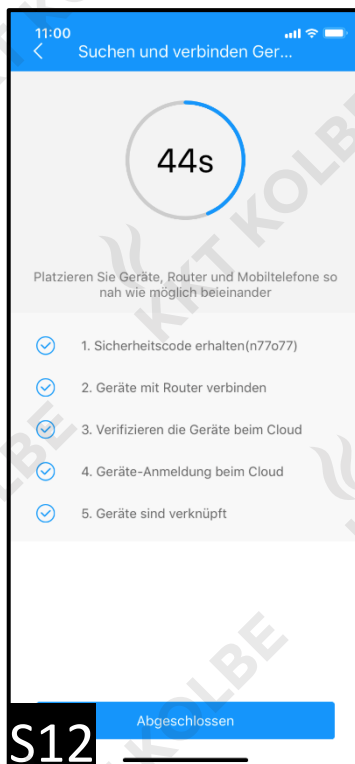 11:00
Suchen und verbinden Ger...
44s
Platzieren Sie Geräte, Router und Mobiltelefone so
nah wie möglich beieinander
1. Sicherheitscode erhalten(n77o77)
2. Geräte mit Router verbinden
3. Verifizieren die Geräte beim Cloud
4. Geräte-Anmeldung beim Cloud
5. Geräte sind verknüpft
Abgeschlossen
S12
KKT KOLBE